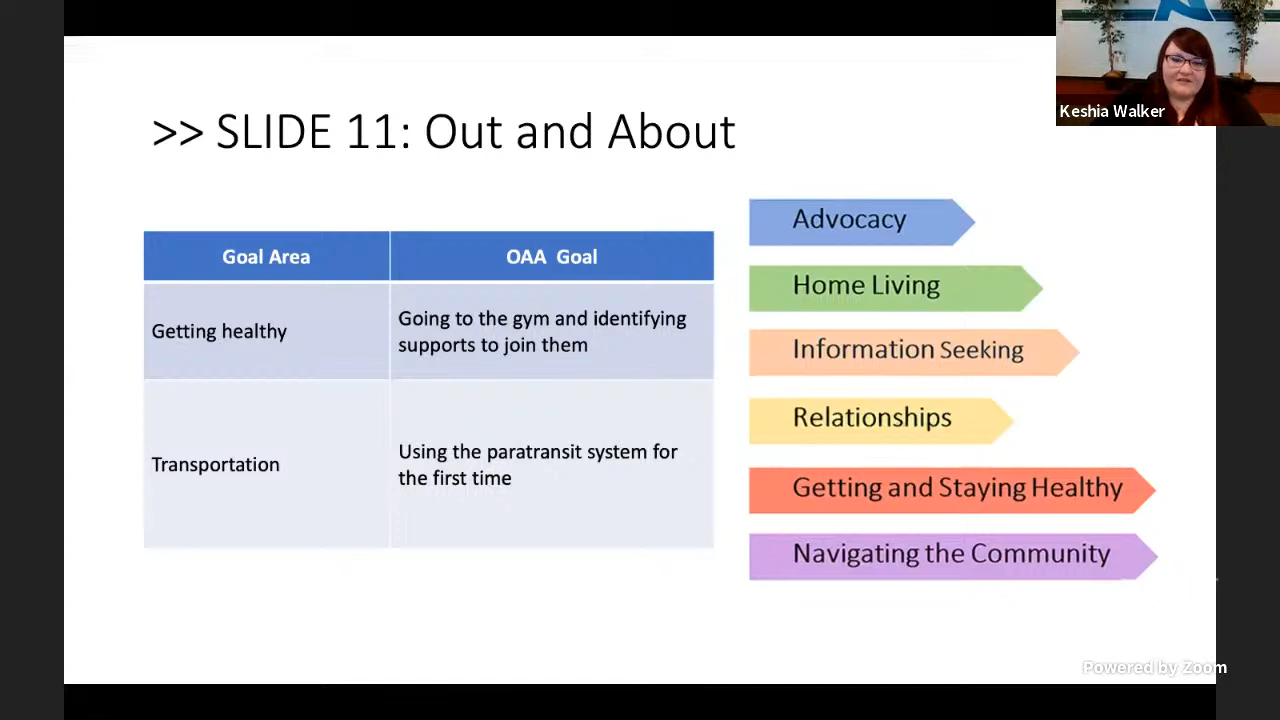 Keshia Walker
>> SLIDE 11: Out and About
Goal Area
OAA Goal
Getting healthy
Going to the gym and identifying
supports to join them
Transportation
Using the paratransit system for
the first time
Advocacy
Home Living
Information Seeking
Relationships
Getting and Staying Healthy
Navigating the Community
Powered by Zoom